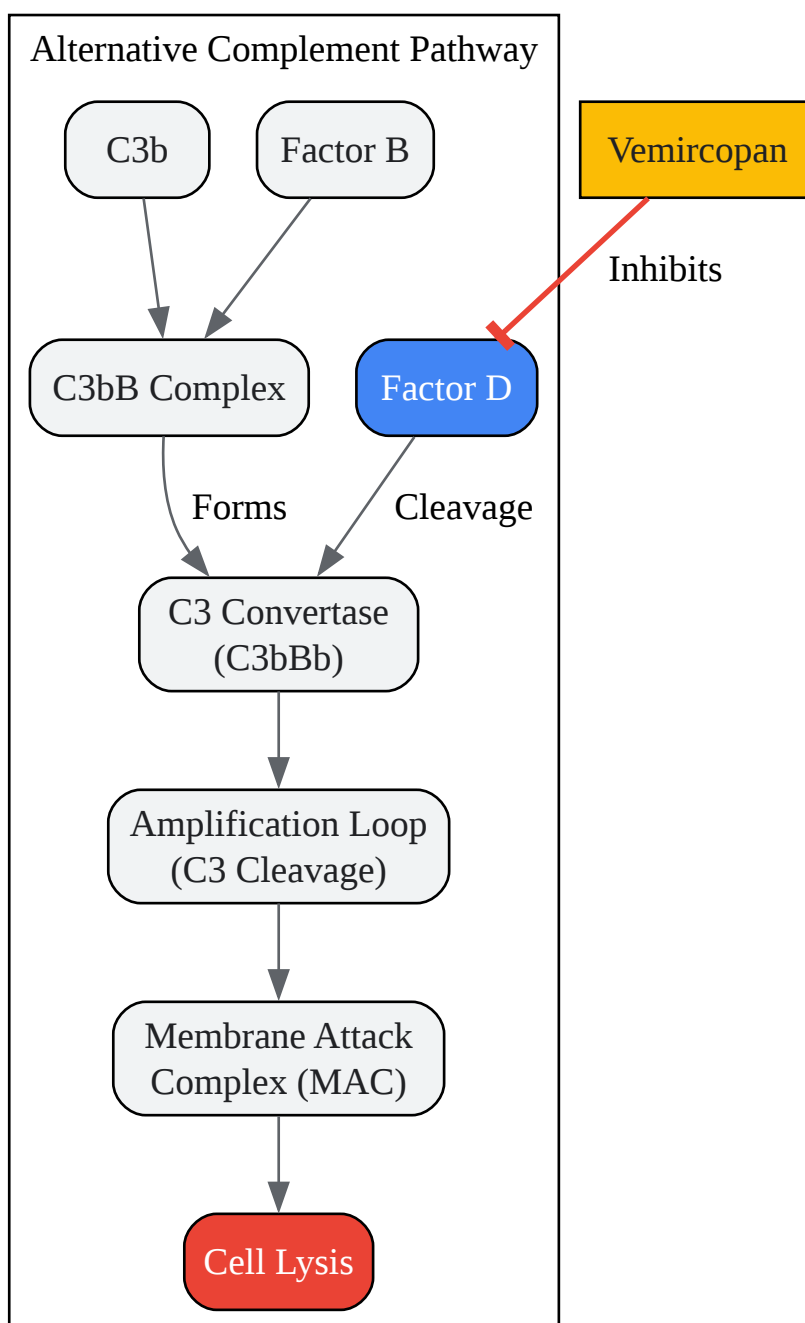 Alternative Complement Pathway
C3b
Factor B
Vemircopan
Inhibits
C3bB Complex
Factor D
Forms
Cleavage
C3 Convertase
(C3bBb)
Amplification Loop
(C3 Cleavage)
Membrane Attack
Complex (MAC)
Cell Lysis